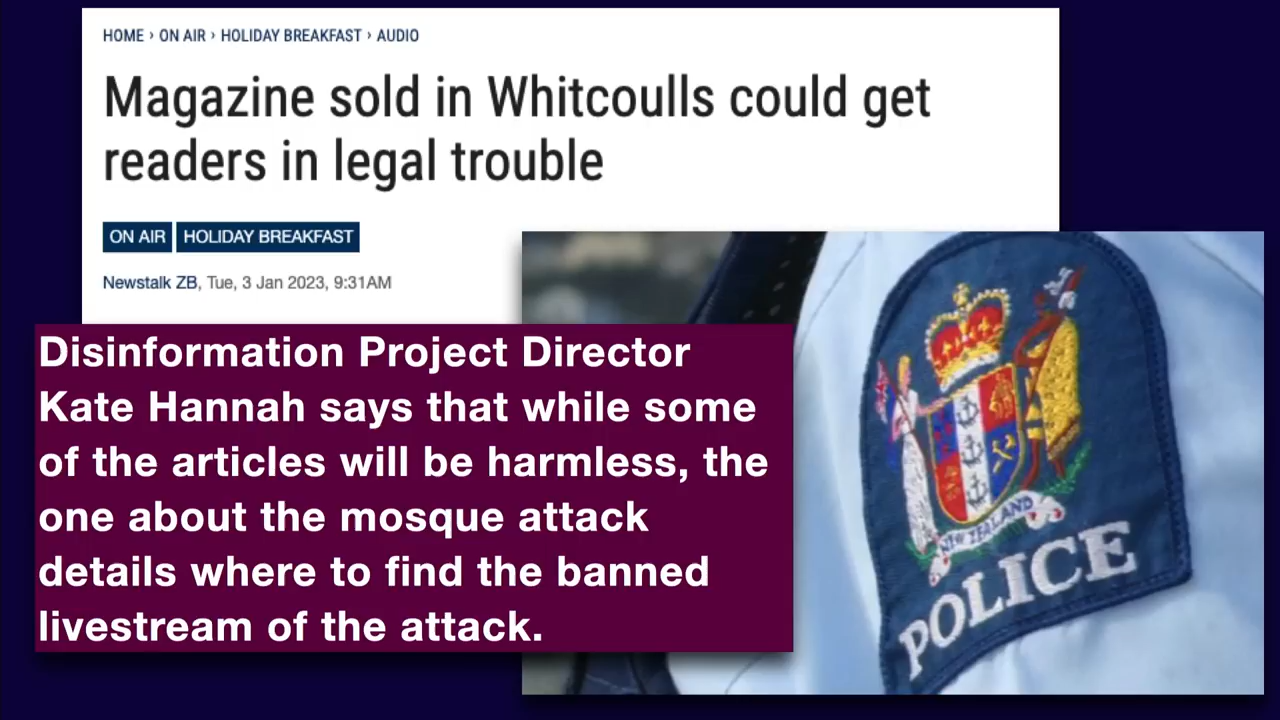 HOME › ON AIR › HOLIDAY BREAKFAST › AUDIO
Magazine sold in Whitcoulls could get
readers in legal trouble
ON AIR HOLIDAY BREAKFAST
Newstalk ZB, Tue, 3 Jan 2023, 9:31AM
Disinformation Project Director
Kate Hannah says that while some
of the articles will be harmless, the
one about the mosque attack
details where to find the banned
livestream of the attack.
NEW ZEALAND
POLICE